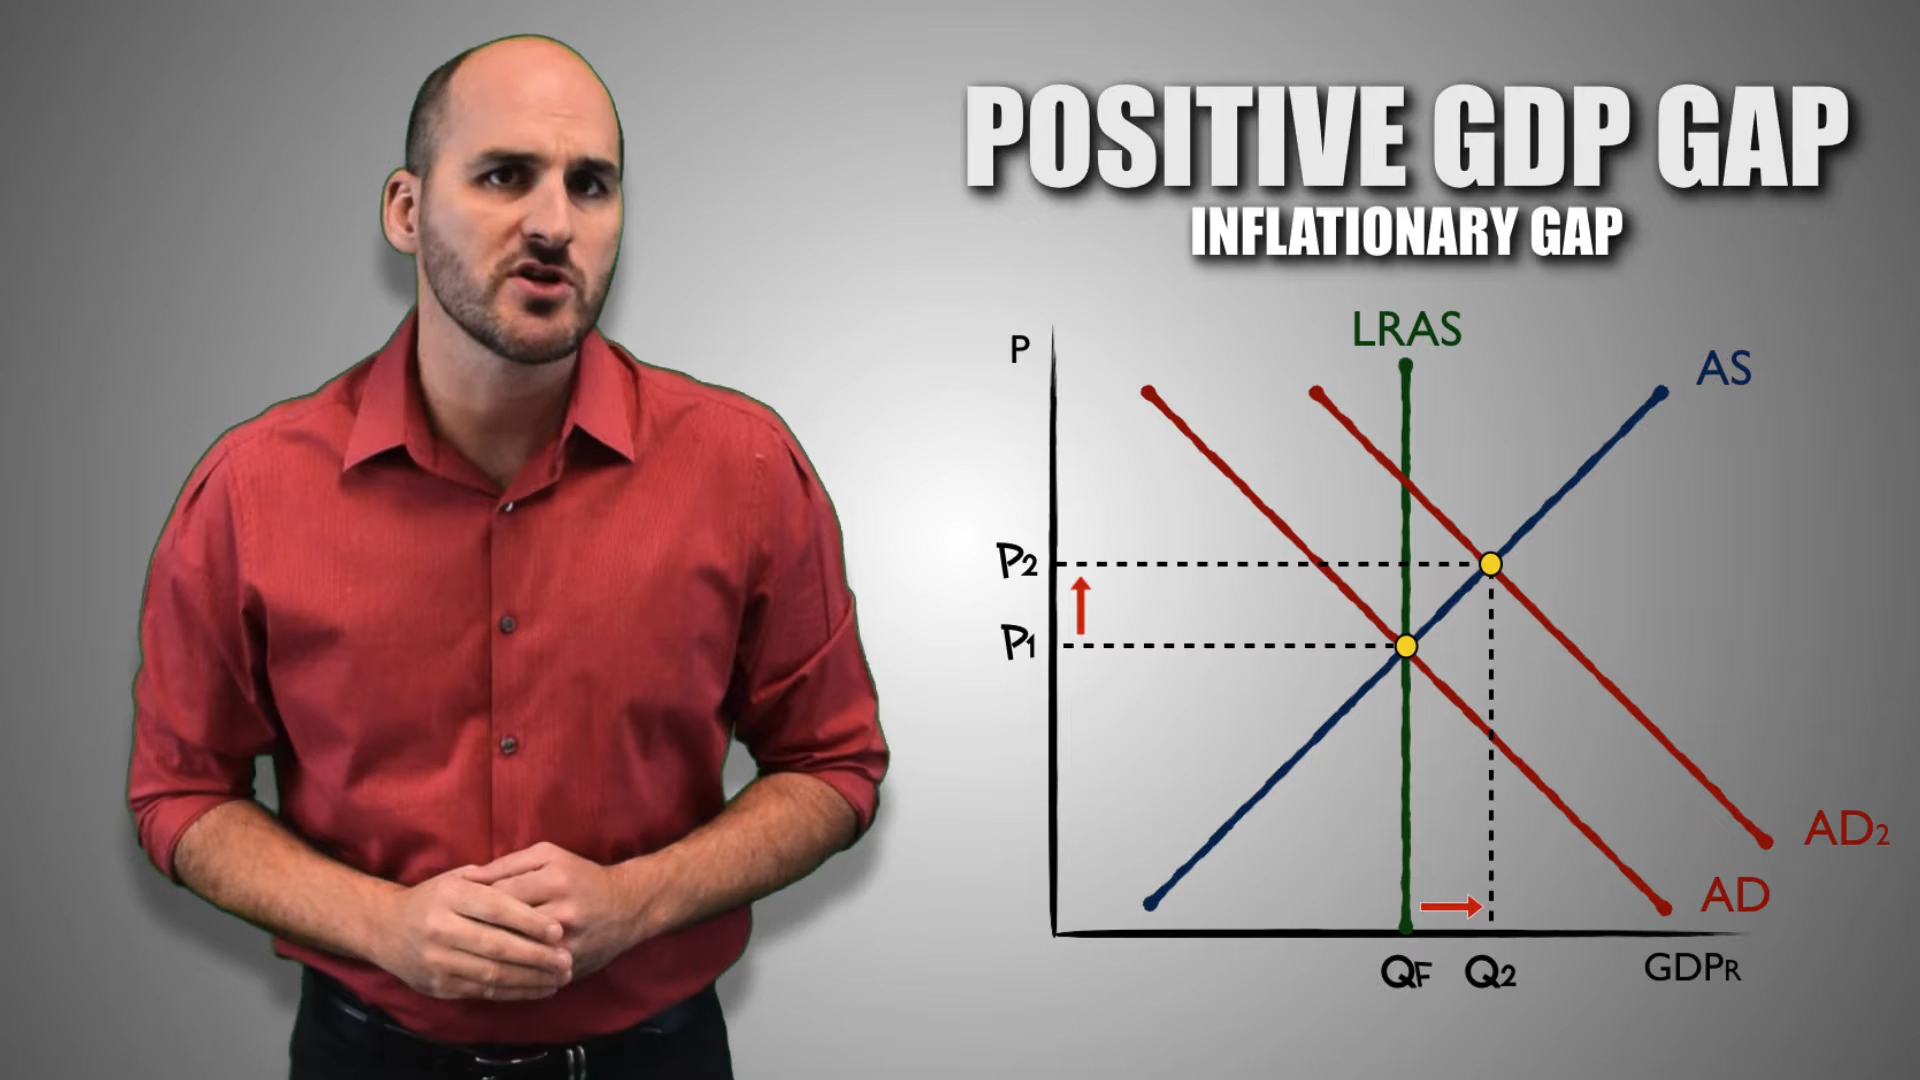 POSITIVE GDP GAP
INFLATIONARY GAP
LRAS
P
AS
P2
P1
AD2
AD
QF Q2
GDPR